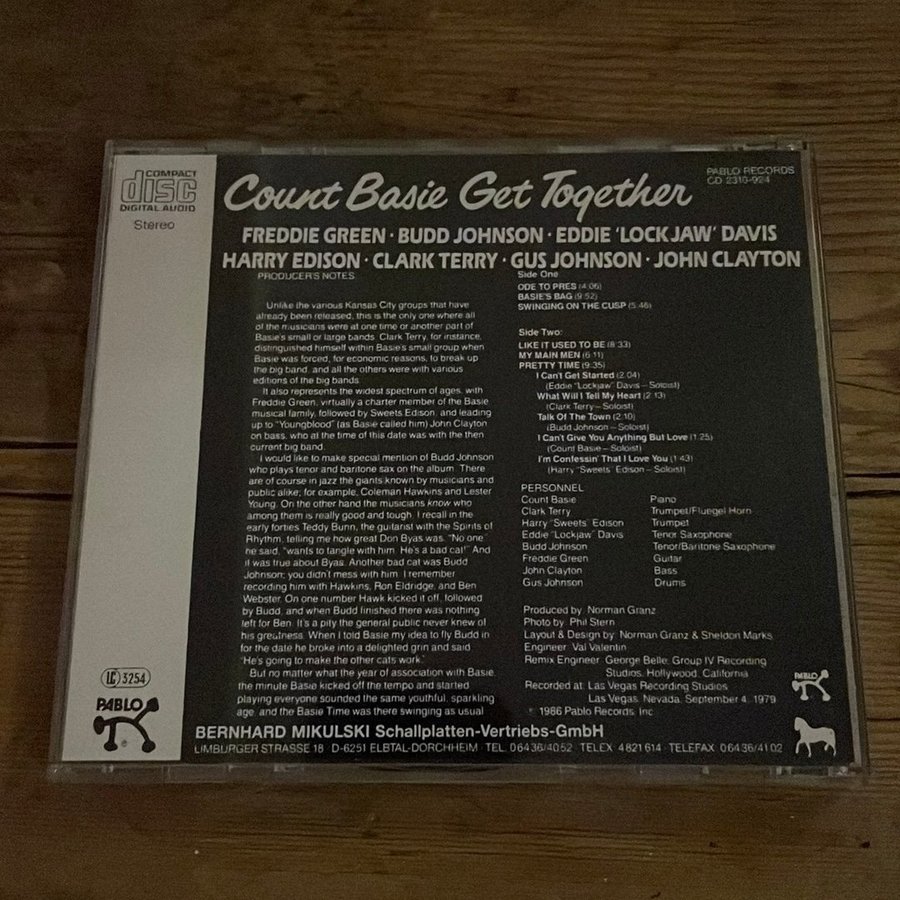 COMPACT
disc
DIGITAL AUDIO
Stereo
Count Basie Get Together
PABLO RECORDS
CD 2310-924
FREDDIE GREEN · BUDD JOHNSON · EDDIE 'LOCK JAW' DAVIS
HARRY EDISON · CLARK TERRY · GUS JOHNSON · JOHN CLAYTON
PRODUCER'S NOTES
Unlike the various Kansas City groups that have
already been released, this is the only one where all
of the musicians were at one time or another part of
Basie's small or large bands. Clark Terry, for instance,
distinguished himself within Basie's small group when
Basie was forced, for economic reasons, to break up
the big band, and all the others were with various
editions of the big bands.
It also represents the widest spectrum of ages, with
Freddie Green, virtually a charter member of the Basie
musical family, followed by Sweets Edison, and leading
up to "Youngblood" (as Basie called him) John Clayton
on bass, who at the time of this date was with the then
current big band.
I would like to make special mention of Budd Johnson
who plays tenor and baritone sax on the album. There
are of course in jazz the giants known by musicians and
public alike; for example, Coleman Hawkins and Lester
Young. On the other hand the musicians know who
among them is really good and tough. I recall in the
early forties Teddy Bunn, the guitarist with the Spirits of
Rhythm, telling me how great Don Byas was. "No one"
he said, "wants to tangle with him. He's a bad cat!" And
it was true about Byas. Another bad cat was Budd
Johnson; you didn't mess with him. I remember
recording him with Hawkins, Ron Eldridge, and Ben
Webster. On one number Hawk kicked it off, followed
by Budd, and when Budd finished there was nothing
left for Ben. It's a pity the general public never knew of
his greatness. When I told Basie my idea to fly Budd in
for the date he broke into a delighted grin and said
"He's going to make the other cats work."
But no matter what the year of association with Basie,
the minute Basie kicked off the tempo and started
playing everyone sounded the same youthful, sparkling
age, and the Basie Time was there swinging as usual.
Side One
ODE TO PRES (4:06)
BASIE'S BAG (9:52)
SWINGING ON THE CUSP (5:46)
Side Two:
LIKE IT USED TO BE (8:33)
MY MAIN MEN (6:11)
PRETTY TIME (9:35)
I Can't Get Started (2:04)
(Eddie "Lockjaw" Davis—Soloist)
What Will I Tell My Heart (2:13)
(Clark Terry—Soloist)
Talk Of The Town (2:10)
(Budd Johnson—Soloist)
I Can't Give You Anything But Love (1:25)
(Count Basie—Soloist)
I'm Confessin' That I Love You (1:43)
(Harry "Sweets" Edison—Soloist)
PERSONNEL
Count Basie Piano
Clark Terry Trumpet/Fluegel Horn
Harry "Sweets" Edison Trumpet
Eddie "Lockjaw" Davis Tenor Saxophone
Budd Johnson Tenor/Baritone Saxophone
Freddie Green Guitar
John Clayton Bass
Gus Johnson Drums
Produced by: Norman Granz
Photo by: Phil Stern
Layout & Design by: Norman Granz & Sheldon Marks
Engineer: Val Valentin
Remix Engineer: George Belle; Group IV Recording
Studios, Hollywood, California
Recorded at: Las Vegas Recording Studios
Las Vegas, Nevada, September 4, 1979
© 1986 Pablo Records, Inc.
LC 3254
PABLO
PABLO
BERNHARD MIKULSKI Schallplatten-Vertriebs-GmbH
LIMBURGER STRASSE 18 · D-6251 ELBTAL-DORCHHEIM · TEL. 06436/4052 · TELEX 4821614 · TELEFAX 06436/4102